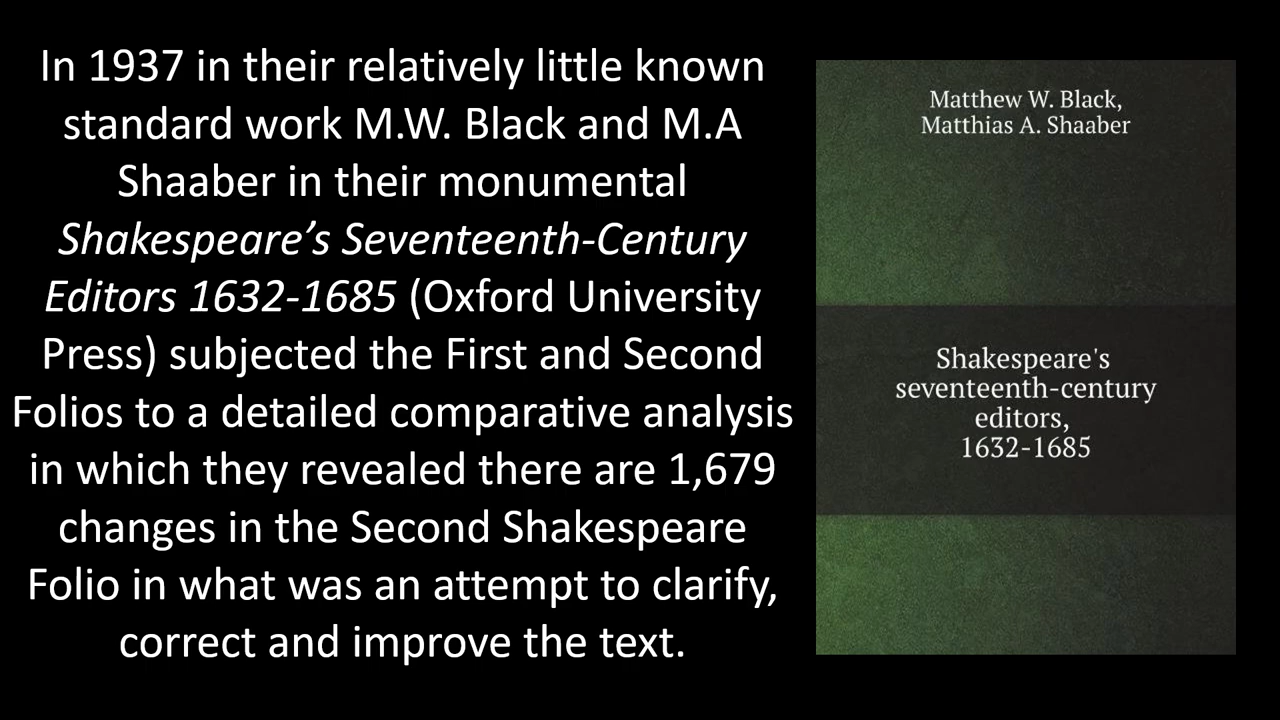 In 1937 in their relatively little known
standard work M.W. Black and M.A
Shaaber in their monumental
Shakespeare’s Seventeenth-Century
Editors 1632-1685 (Oxford University
Press) subjected the First and Second
Folios to a detailed comparative analysis
in which they revealed there are 1,679
changes in the Second Shakespeare
Folio in what was an attempt to clarify,
correct and improve the text.
Matthew W. Black,
Matthias A. Shaaber
Shakespeare's
seventeenth-century
editors,
1632-1685